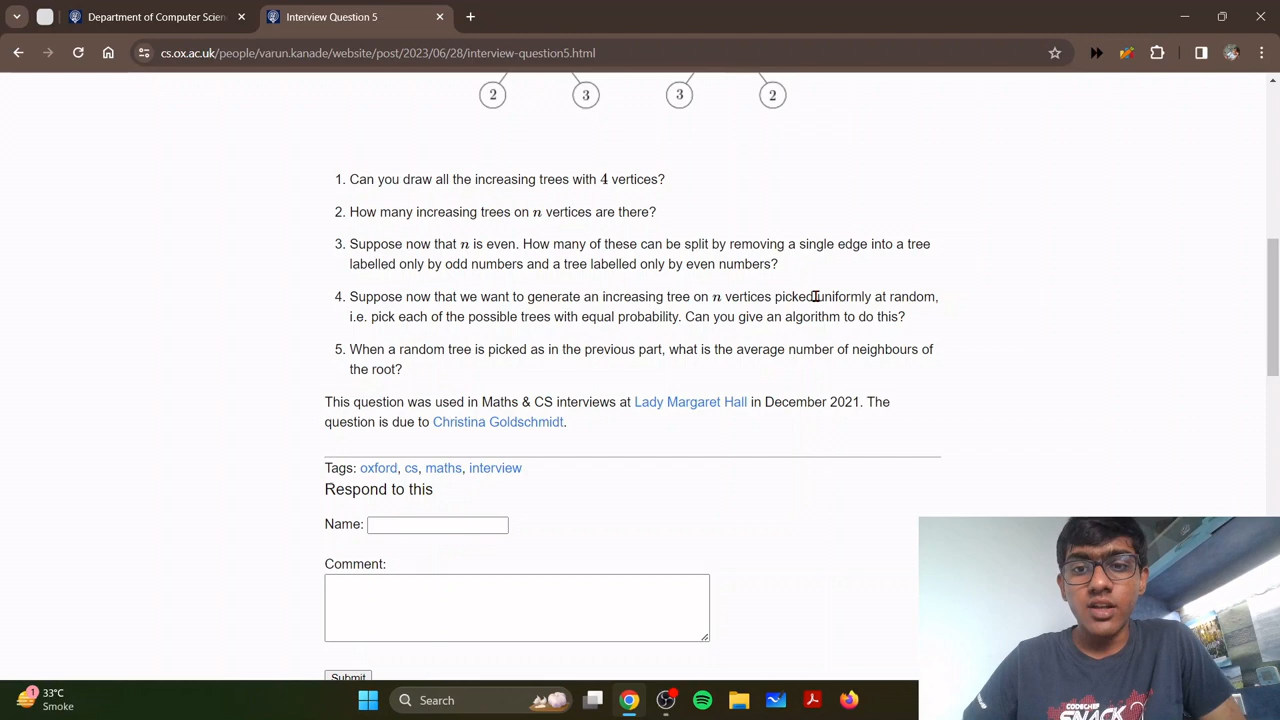 Department of Computer Scien
Interview Question 5
cs.ox.ac.uk/people/varun.kanade/website/post/2023/06/28/interview-question5.html
2 3 3 2
1. Can you draw all the increasing trees with 4 vertices?
2. How many increasing trees on n vertices are there?
3. Suppose now that n is even. How many of these can be split by removing a single edge into a tree
labelled only by odd numbers and a tree labelled only by even numbers?
4. Suppose now that we want to generate an increasing tree on n vertices picked uniformly at random,
i.e. pick each of the possible trees with equal probability. Can you give an algorithm to do this?
5. When a random tree is picked as in the previous part, what is the average number of neighbours of
the root?
This question was used in Maths & CS interviews at Lady Margaret Hall in December 2021. The
question is due to Christina Goldschmidt.
Tags: oxford, cs, maths, interview
Respond to this
Name:
Comment:
Submit
CODECHEF
SNACK
1
33°C
Smoke
Search